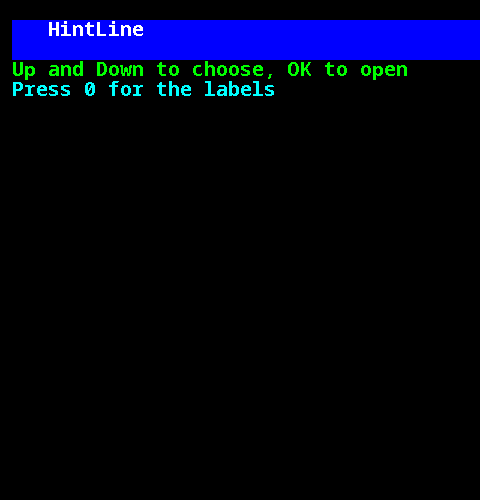 HintLine
Up and Down to choose, OK to open
Press 0 for the labels